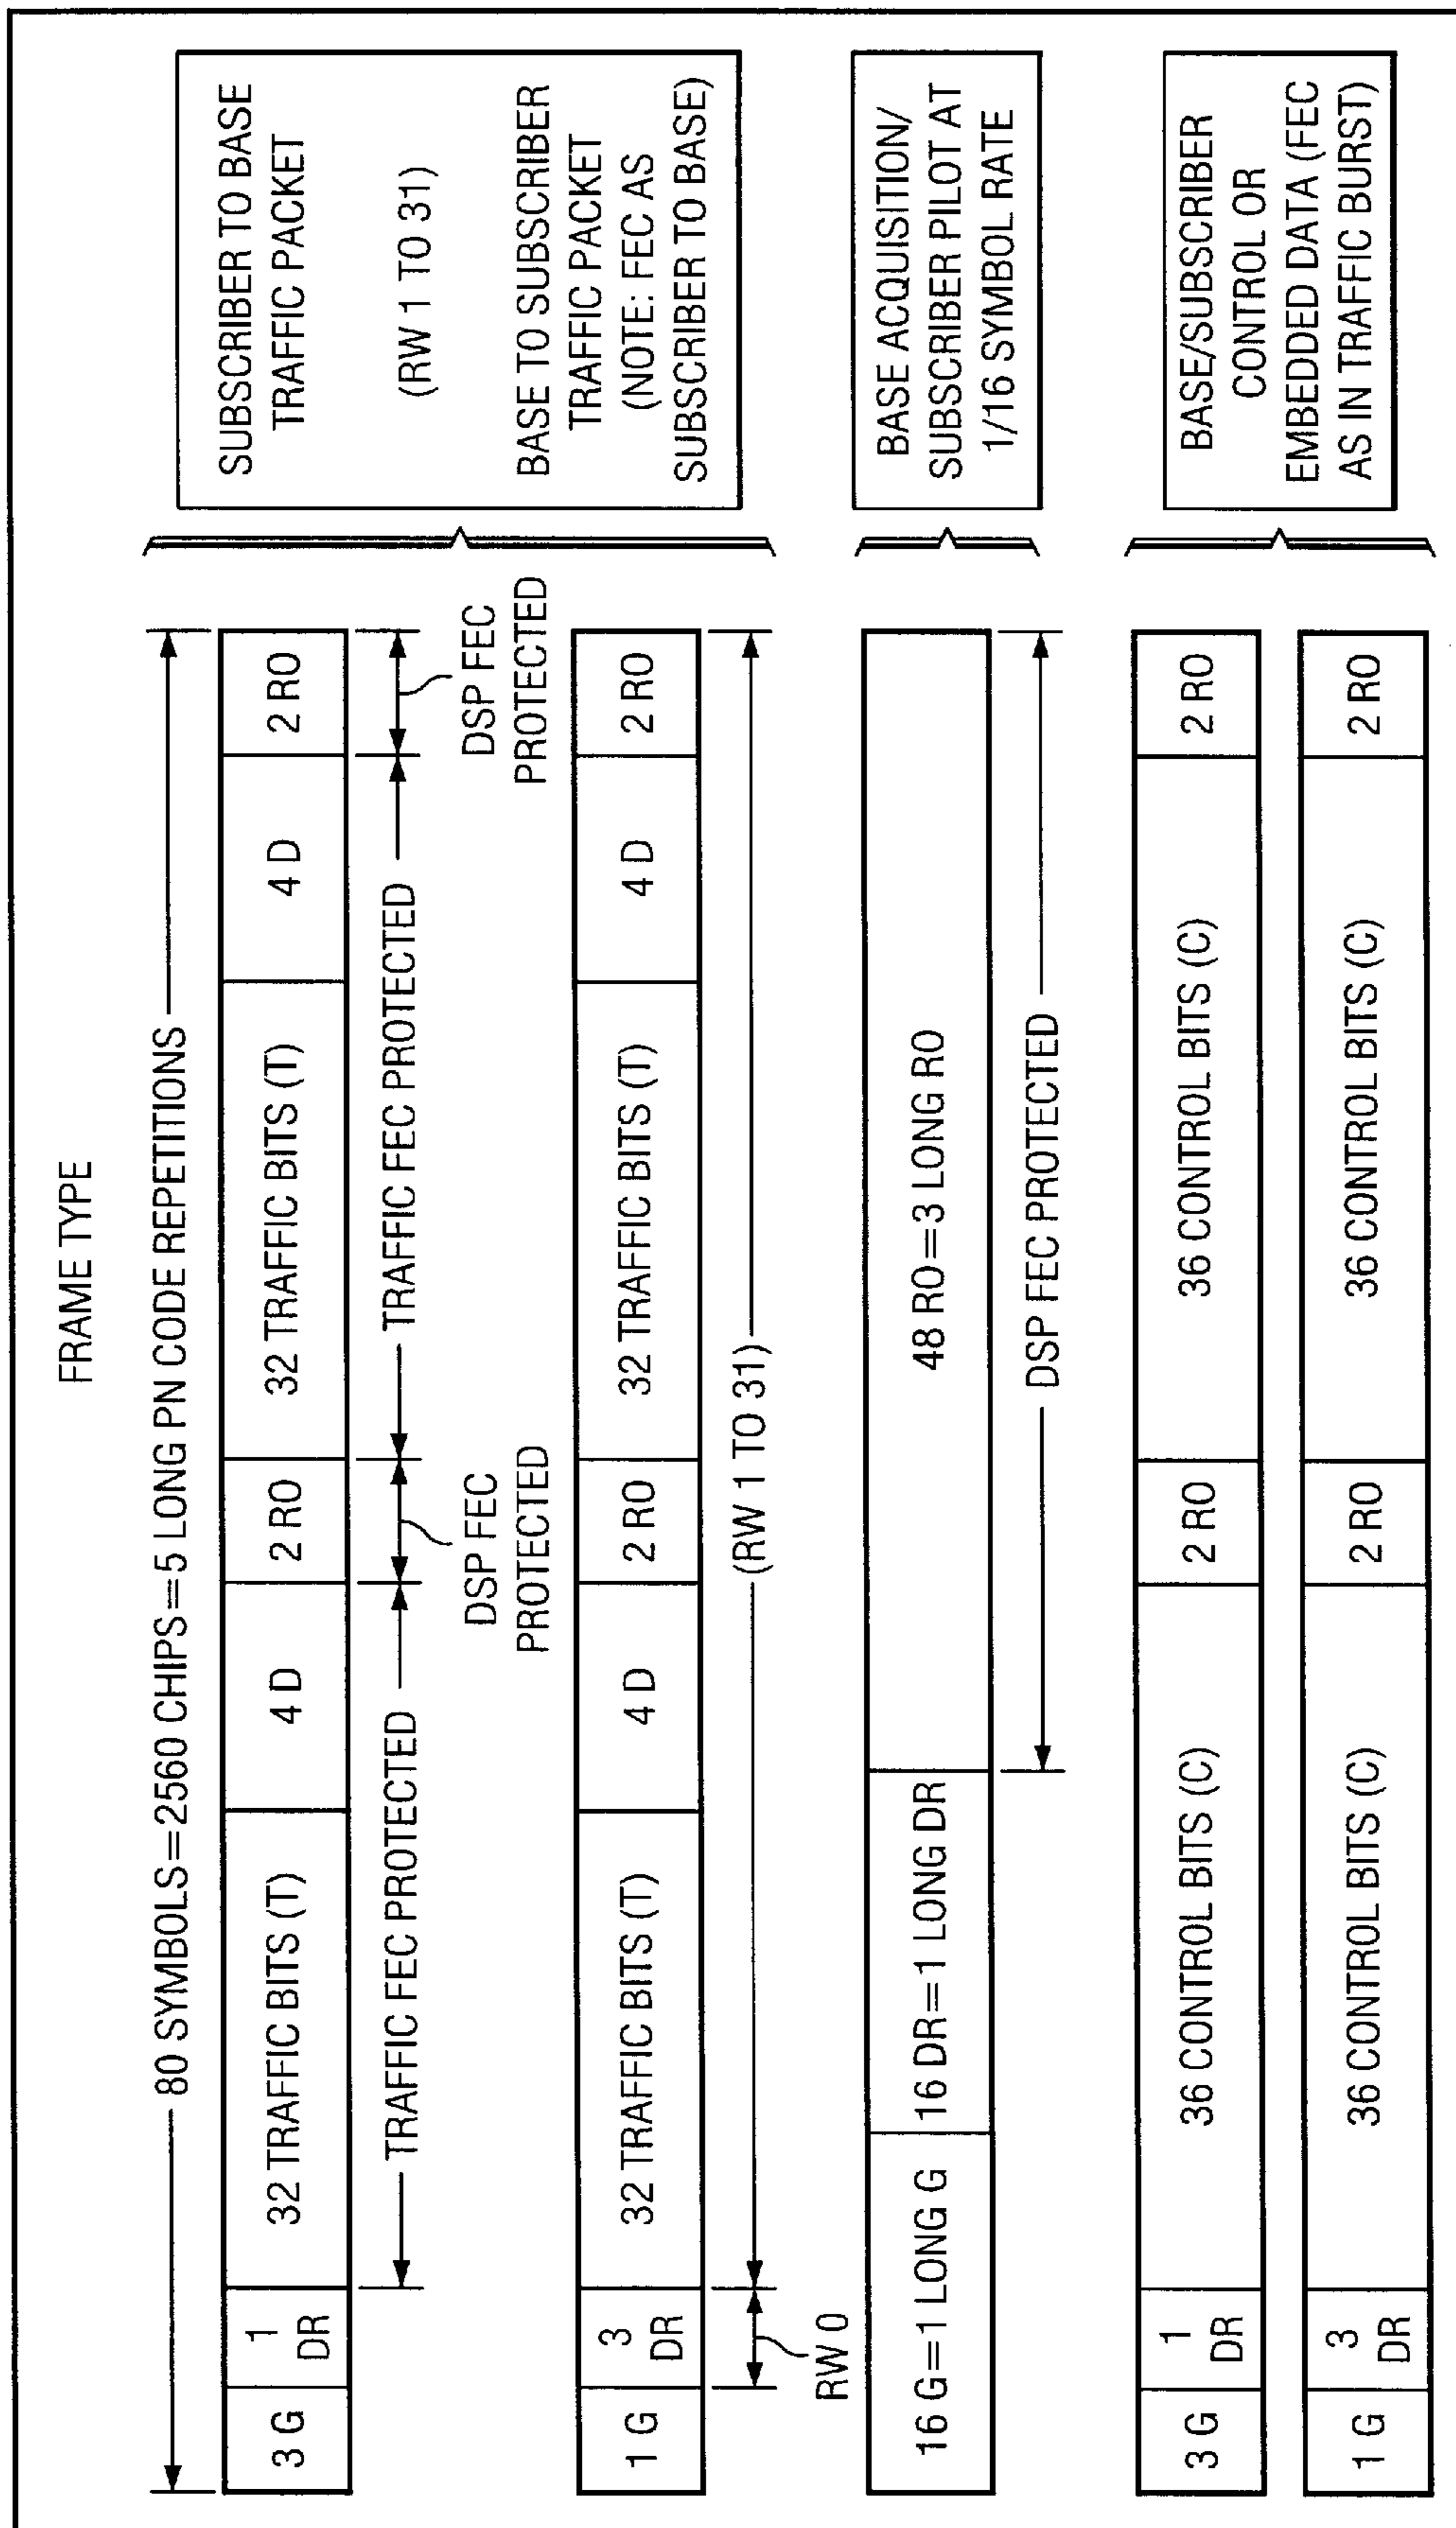 FRAME TYPE
80 SYMBOLS=2560 CHIPS=5 LONG PN CODE REPETITIONS
3 G
1
DR
32 TRAFFIC BITS (T)
4 D
2 RO
32 TRAFFIC BITS (T)
4 D
2 RO
TRAFFIC FEC PROTECTED
TRAFFIC FEC PROTECTED
DSP FEC
PROTECTED
DSP FEC
PROTECTED
SUBSCRIBER TO BASE
TRAFFIC PACKET
(RW 1 TO 31)
BASE TO SUBSCRIBER
TRAFFIC PACKET
(NOTE: FEC AS
SUBSCRIBER TO BASE)
1 G
3
DR
32 TRAFFIC BITS (T)
4 D
2 RO
32 TRAFFIC BITS (T)
4 D
2 RO
RW 0
(RW 1 TO 31)
16 G=1 LONG G
16 DR=1 LONG DR
48 RO=3 LONG RO
DSP FEC PROTECTED
BASE ACQUISITION/
SUBSCRIBER PILOT AT
1/16 SYMBOL RATE
3 G
1
DR
36 CONTROL BITS (C)
2 RO
36 CONTROL BITS (C)
2 RO
1 G
3
DR
36 CONTROL BITS (C)
2 RO
36 CONTROL BITS (C)
2 RO
BASE/SUBSCRIBER
CONTROL OR
EMBEDDED DATA (FEC
AS IN TRAFFIC BURST)